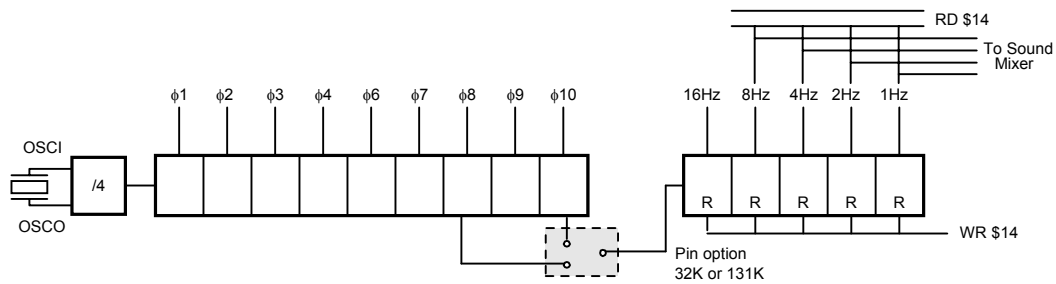 RD $14
To Sound
Mixer
ϕ1 ϕ2 ϕ3 ϕ4 ϕ6 ϕ7 ϕ8 ϕ9 ϕ10
16Hz 8Hz 4Hz 2Hz 1Hz
OSCI
/4
OSCO
R R R R R
WR $14
Pin option
32K or 131K